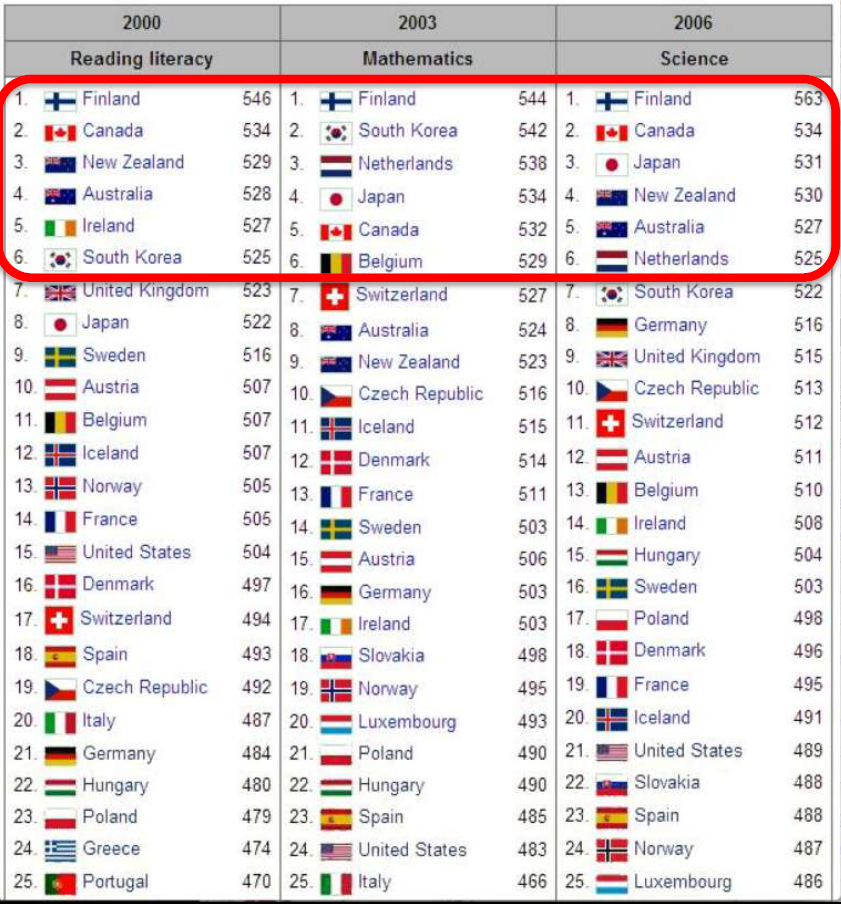 2000 2003 2006
Reading literacy Mathematics Science
1. Finland 546 1. Finland 544 1. Finland 563
2. Canada 534 2. South Korea 542 2. Canada 534
3. New Zealand 529 3. Netherlands 538 3. Japan 531
4. Australia 528 4. Japan 534 4. New Zealand 530
5. Ireland 527 5. Canada 532 5. Australia 527
6. South Korea 525 6. Belgium 529 6. Netherlands 525
7. United Kingdom 523 7. Switzerland 527 7. South Korea 522
8. Japan 522 8. Australia 524 8. Germany 516
9. Sweden 516 9. New Zealand 523 9. United Kingdom 515
10. Austria 507 10. Czech Republic 516 10. Czech Republic 513
11. Belgium 507 11. Iceland 515 11. Switzerland 512
12. Iceland 507 12. Denmark 514 12. Austria 511
13. Norway 505 13. France 511 13. Belgium 510
14. France 505 14. Sweden 503 14. Ireland 508
15. United States 504 15. Austria 506 15. Hungary 504
16. Denmark 497 16. Germany 503 16. Sweden 503
17. Switzerland 494 17. Ireland 503 17. Poland 498
18. Spain 493 18. Slovakia 498 18. Denmark 496
19. Czech Republic 492 19. Norway 495 19. France 495
20. Italy 487 20. Luxembourg 493 20. Iceland 491
21. Germany 484 21. Poland 490 21. United States 489
22. Hungary 480 22. Hungary 490 22. Slovakia 488
23. Poland 479 23. Spain 485 23. Spain 488
24. Greece 474 24. United States 483 24. Norway 487
25. Portugal 470 25. Italy 466 25. Luxembourg 486